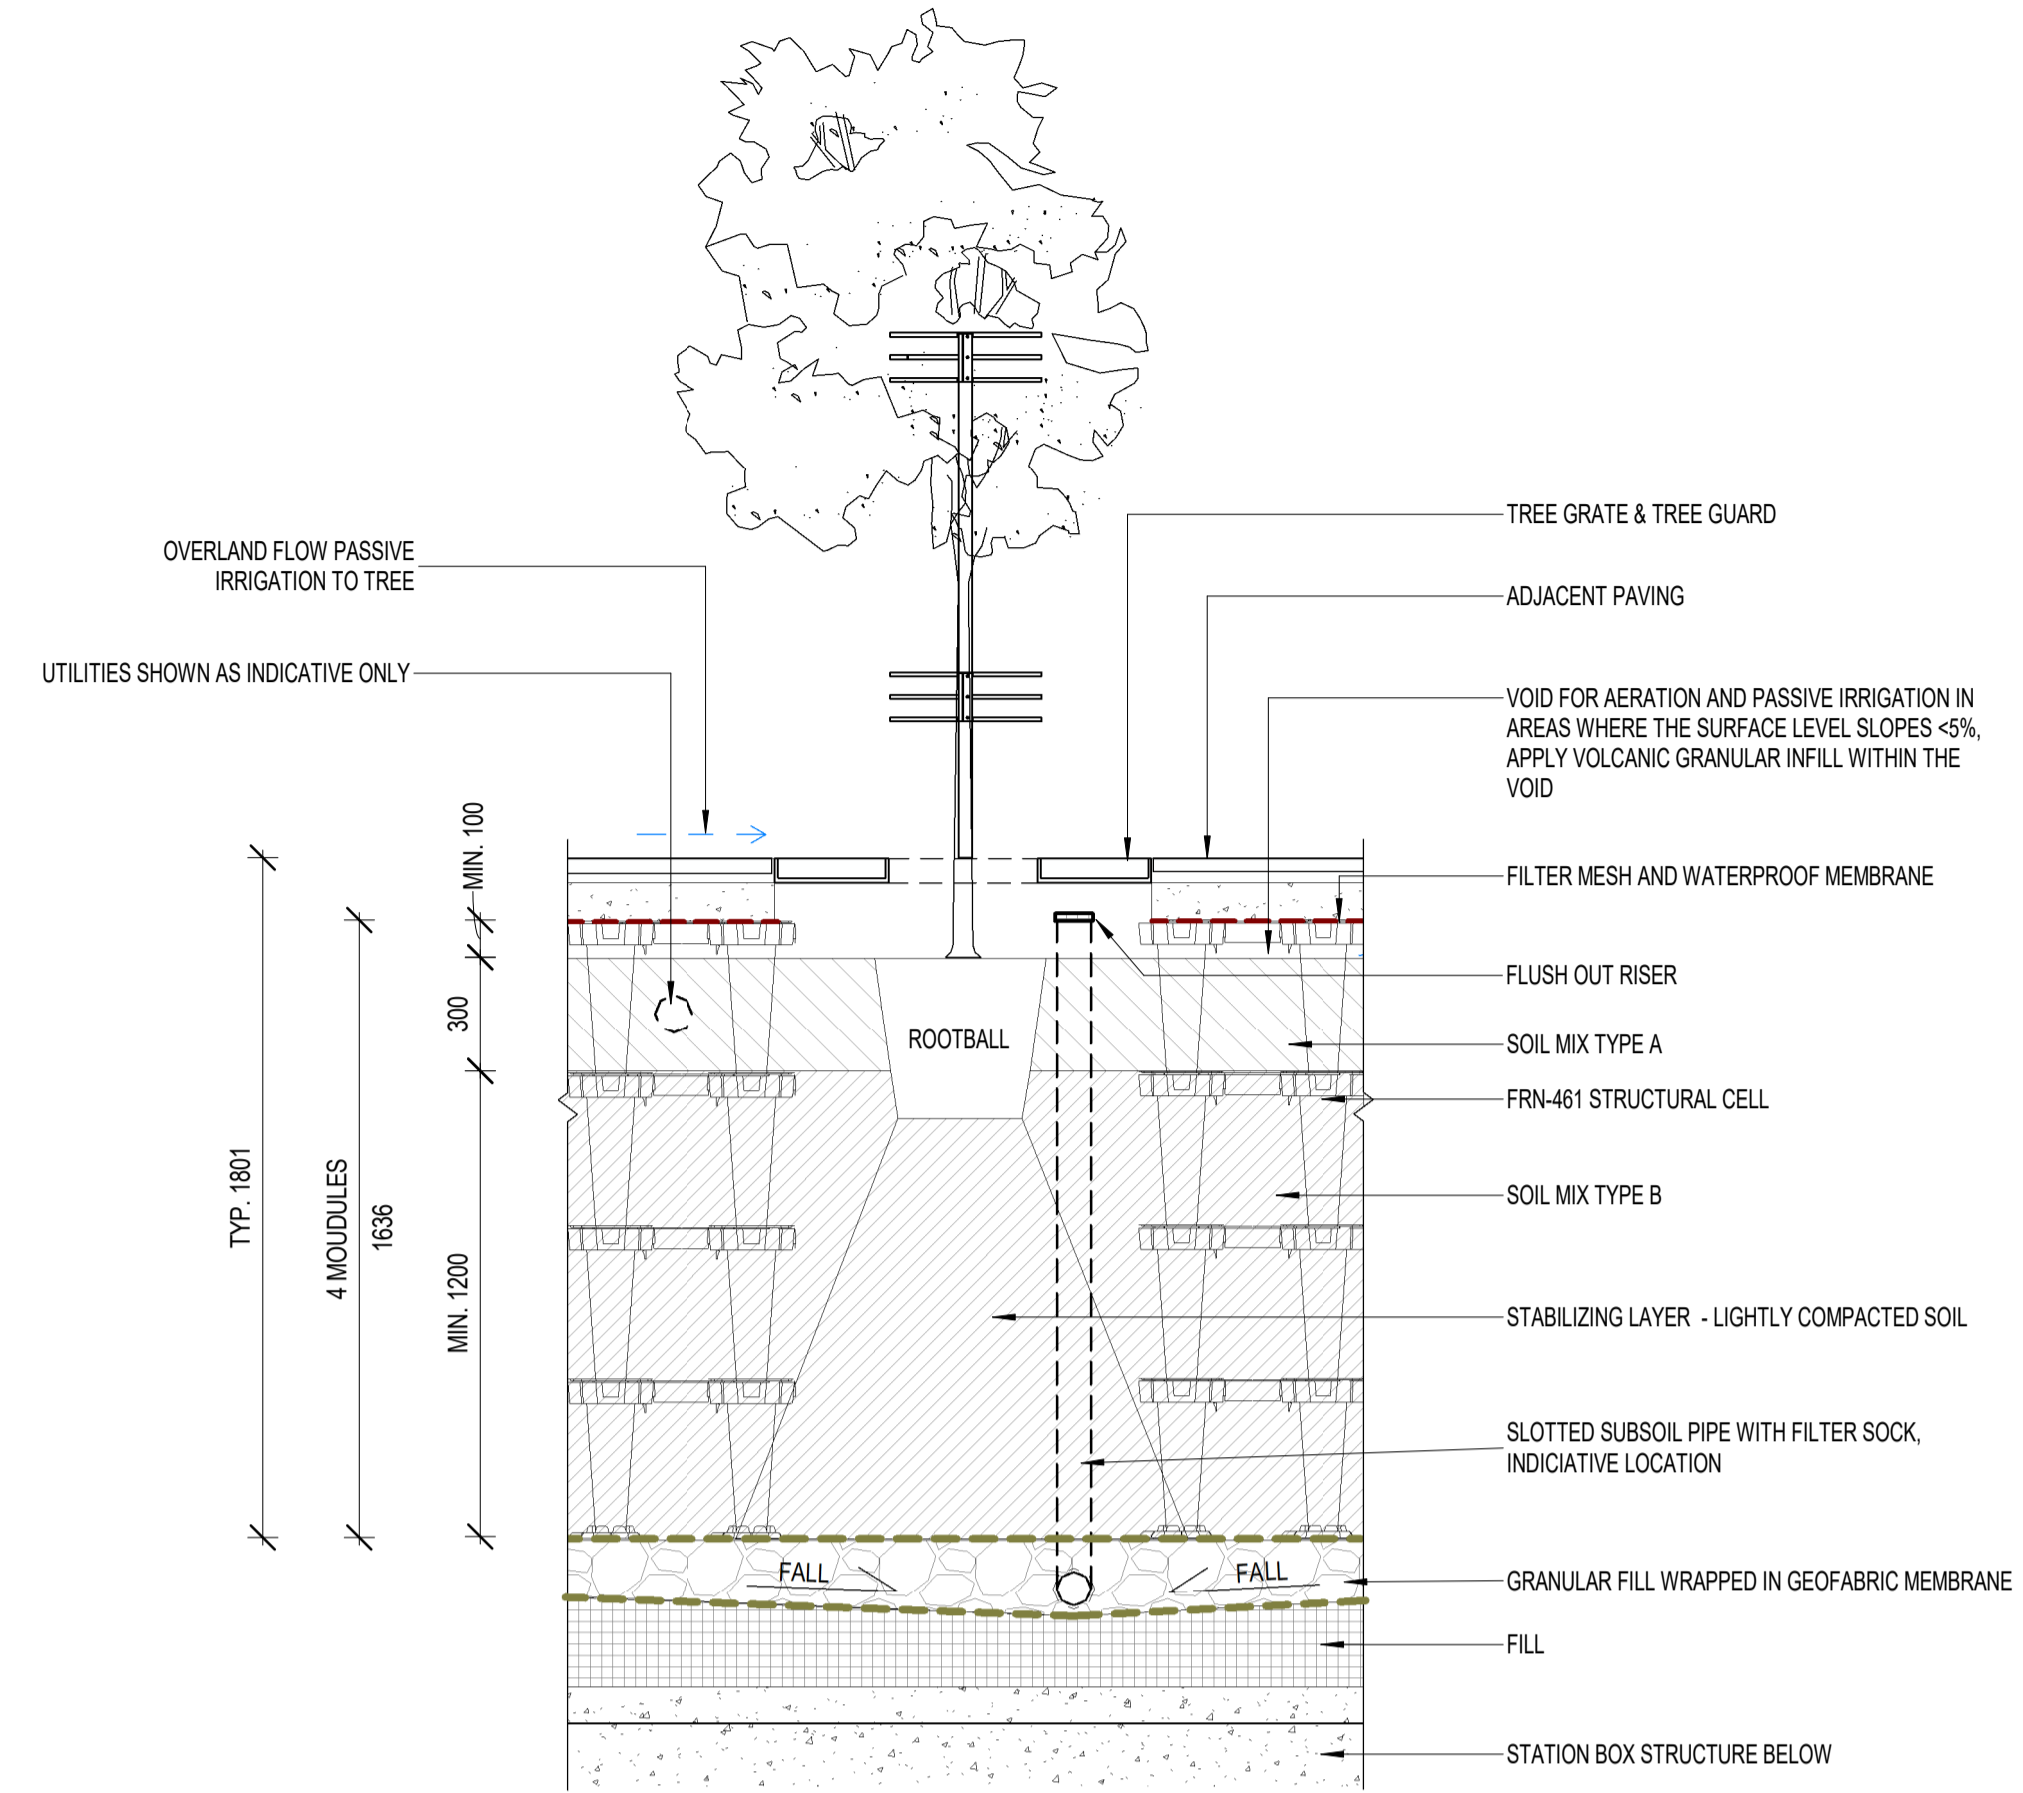 OVERLAND FLOW PASSIVE
IRRIGATION TO TREE
UTILITIES SHOWN AS INDICATIVE ONLY
TREE GRATE & TREE GUARD
ADJACENT PAVING
VOID FOR AERATION AND PASSIVE IRRIGATION IN
AREAS WHERE THE SURFACE LEVEL SLOPES <5%,
APPLY VOLCANIC GRANULAR INFILL WITHIN THE
VOID
FILTER MESH AND WATERPROOF MEMBRANE
FLUSH OUT RISER
SOIL MIX TYPE A
FRN-461 STRUCTURAL CELL
SOIL MIX TYPE B
STABILIZING LAYER - LIGHTLY COMPACTED SOIL
SLOTTED SUBSOIL PIPE WITH FILTER SOCK,
INDICIATIVE LOCATION
GRANULAR FILL WRAPPED IN GEOFABRIC MEMBRANE
FILL
STATION BOX STRUCTURE BELOW
TYP. 1801
4 MOUDULES
1636
MIN. 100
300
MIN. 1200
ROOTBALL
FALL
FALL